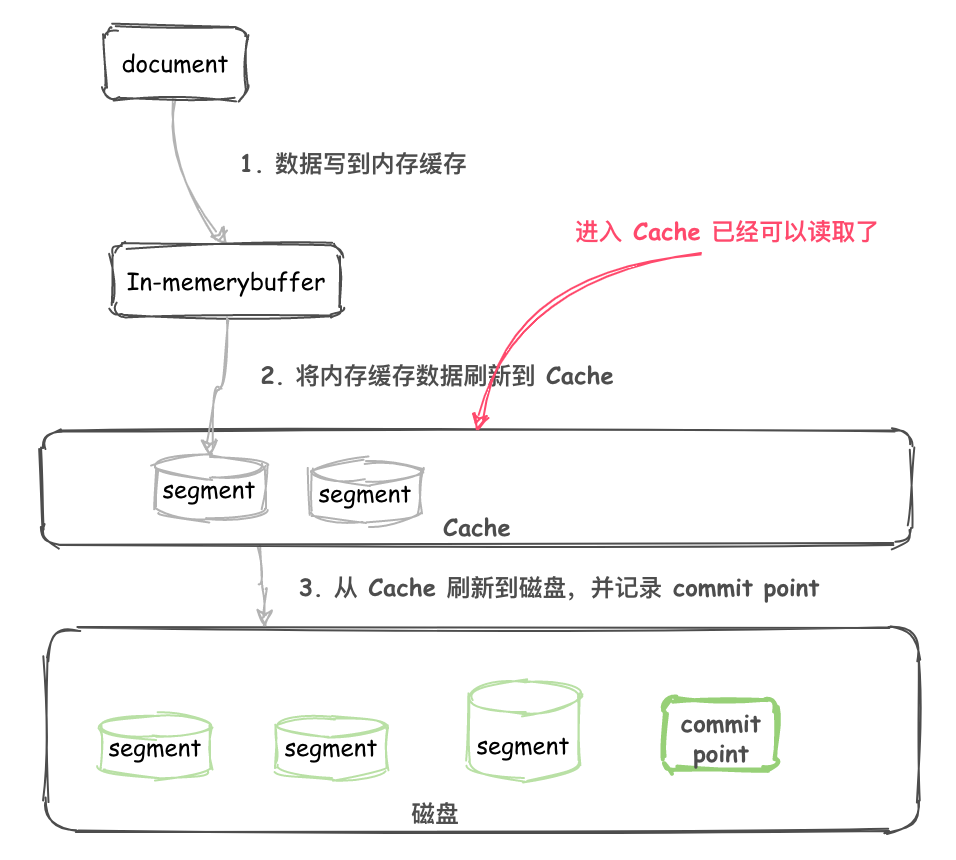 document
1. 数据写到内存缓存
进入 Cache 已经可以读取了
In-memerybuffer
2. 将内存缓存数据刷新到 Cache
segment
segment
Cache
3. 从 Cache 刷新到磁盘，并记录 commit point
segment
segment
segment
commit
point
磁盘